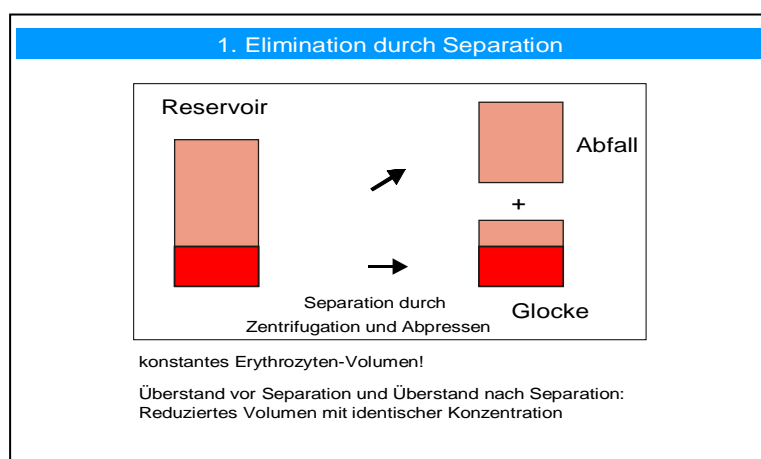 1. Elimination durch Separation
Reservoir
Abfall
+
Glocke
Separation durch
Zentrifugation und Abpressen
konstantes Erythrozyten-Volumen!
Überstand vor Separation und Überstand nach Separation:
Reduziertes Volumen mit identischer Konzentration